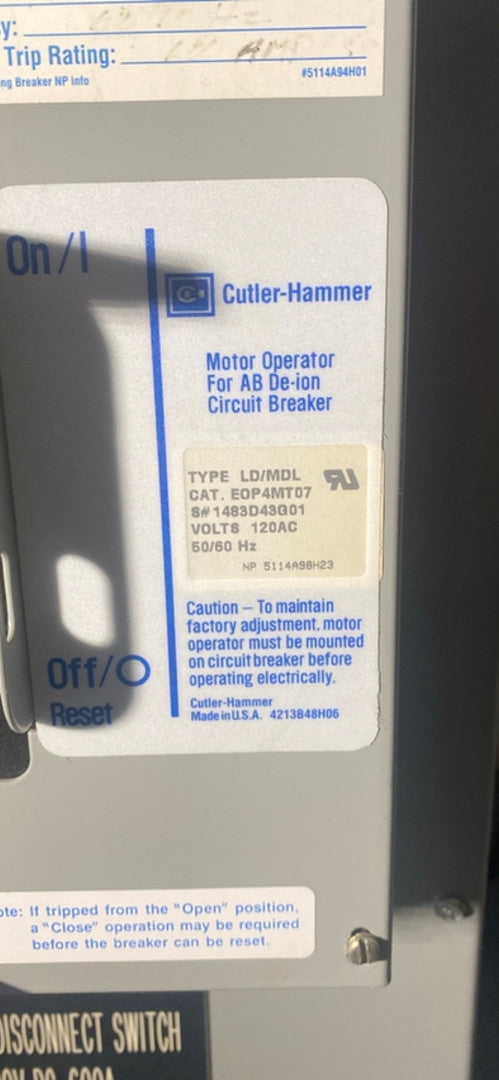 y:
Trip Rating:
ng Breaker NP info
#5114A94H01
On/I
Cutler-Hammer
Motor Operator
For AB De-ion
Circuit Breaker
TYPE LD/MDL
CAT. EOP4MT07
S# 1483D43G01
VOLTS 120AC
50/60 Hz
NP 5114A98H23
Caution – To maintain
factory adjustment, motor
operator must be mounted
on circuit breaker before
operating electrically.
Cutler-Hammer
Made in U.S.A. 4213B48H06
Off/O
Reset
ote: If tripped from the "Open" position,
a "Close" operation may be required
before the breaker can be reset.
DISCONNECT SWITCH